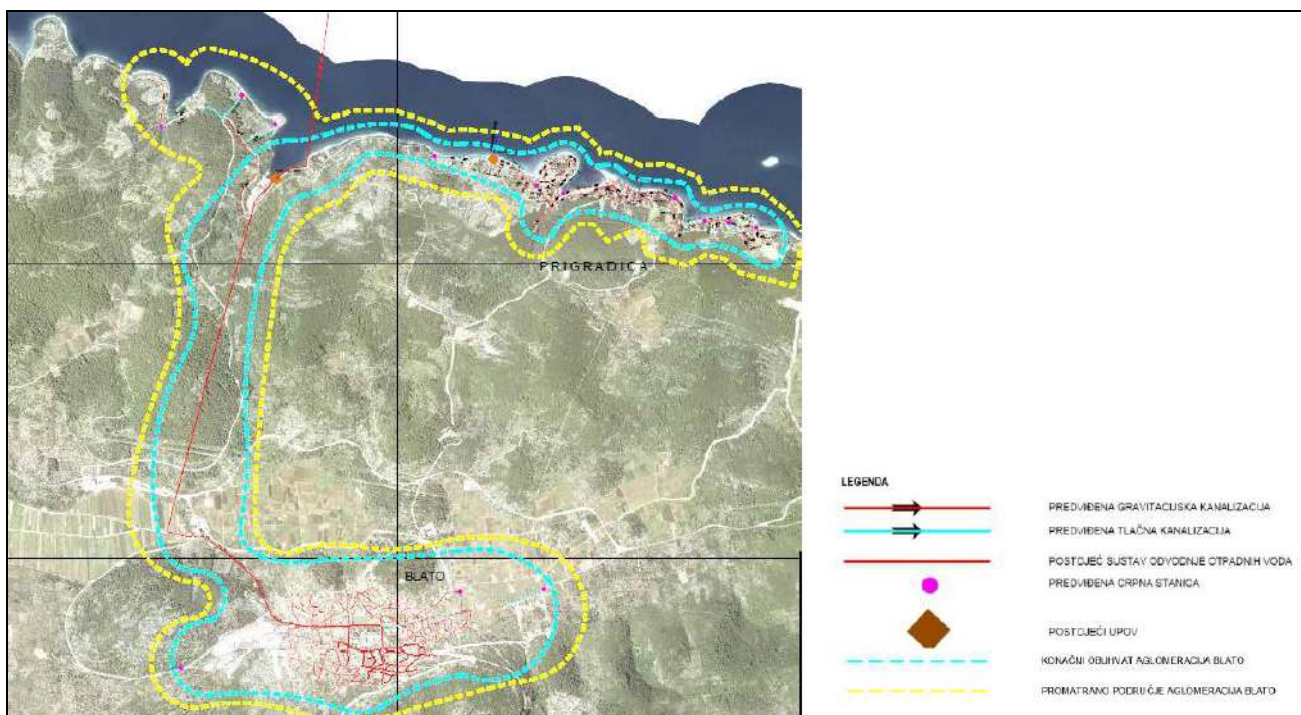 PRIGRADICA
BLATO
LEGENDA
PREDVIĐENA GRAVITACIJSKA KANALIZACIJA
PREDVIĐENA TLAČNA KANALIZACIJA
POSTOJEĆ SUSTAV ODVODNJE OTPADNIH VODA
PREDVIĐENA CRPNA STANICA
POSTOJEĆI UPOV
KONAČNI OBUHVAT AGLOMERACIJA BLATO
PROMATRANO PODRUČJE AGLOMERACIJA BLATO